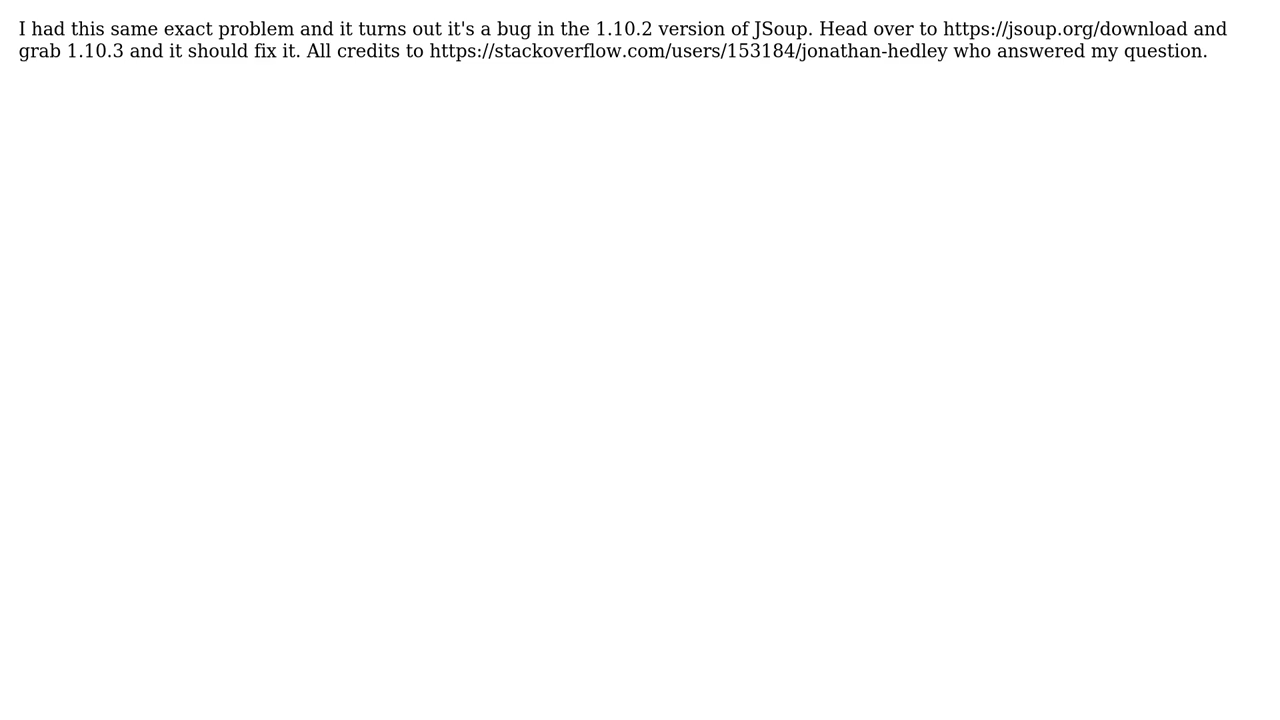 I had this same exact problem and it turns out it's a bug in the 1.10.2 version of JSoup. Head over to https://jsoup.org/download and
grab 1.10.3 and it should fix it. All credits to https://stackoverflow.com/users/153184/jonathan-hedley who answered my question.